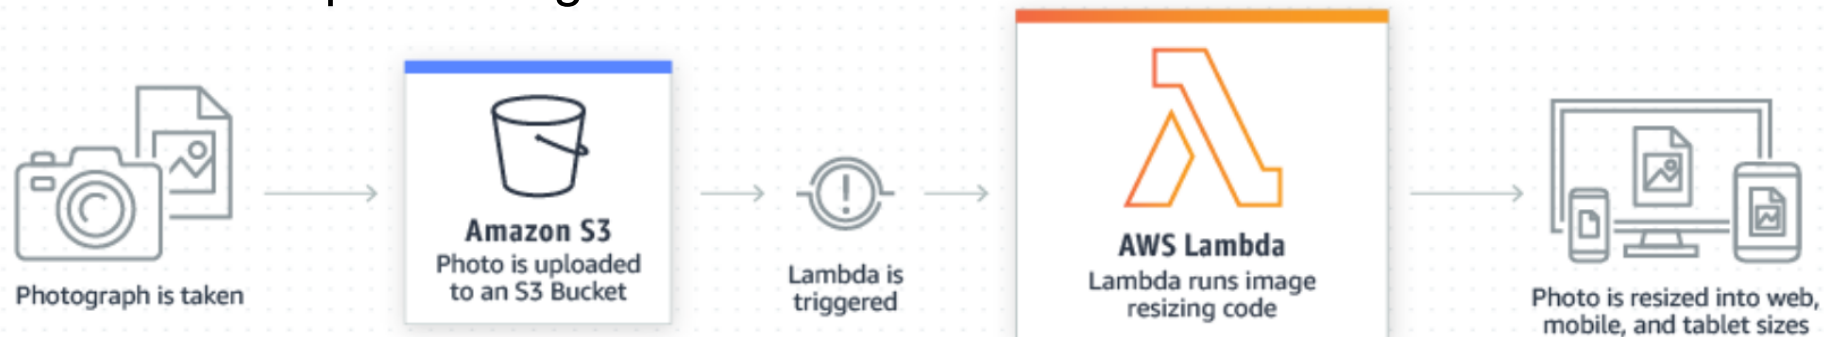 Photograph is taken
Amazon S3
Photo is uploaded
to an S3 Bucket
Lambda is
triggered
AWS Lambda
Lambda runs image
resizing code
Photo is resized into web,
mobile, and tablet sizes